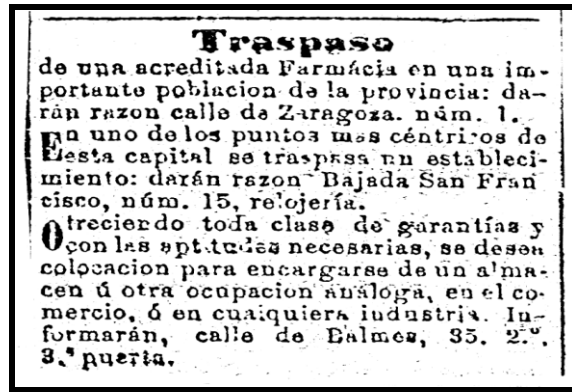 Traspaso
de una acreditada Farmácia en una im-
portante poblacion de la provincia: da-
rán razon calle de Zaragoza. núm. 1.
En uno de los puntos mas céntricos de
esta capital se traspasa un estableci-
miento: darán razon Bajada San Fran
cisco, núm. 15, relojería.
Ofreciendo toda clase de garantías y
con las aptitudes necesarias, se desea
colocacion para encargarse de un alma-
cen ú otra ocupacion análoga, en el co-
mercio, ó en cualquiera industria. In-
formarán, calle de Balmes, 35. 2.º.
3.ª puerta.